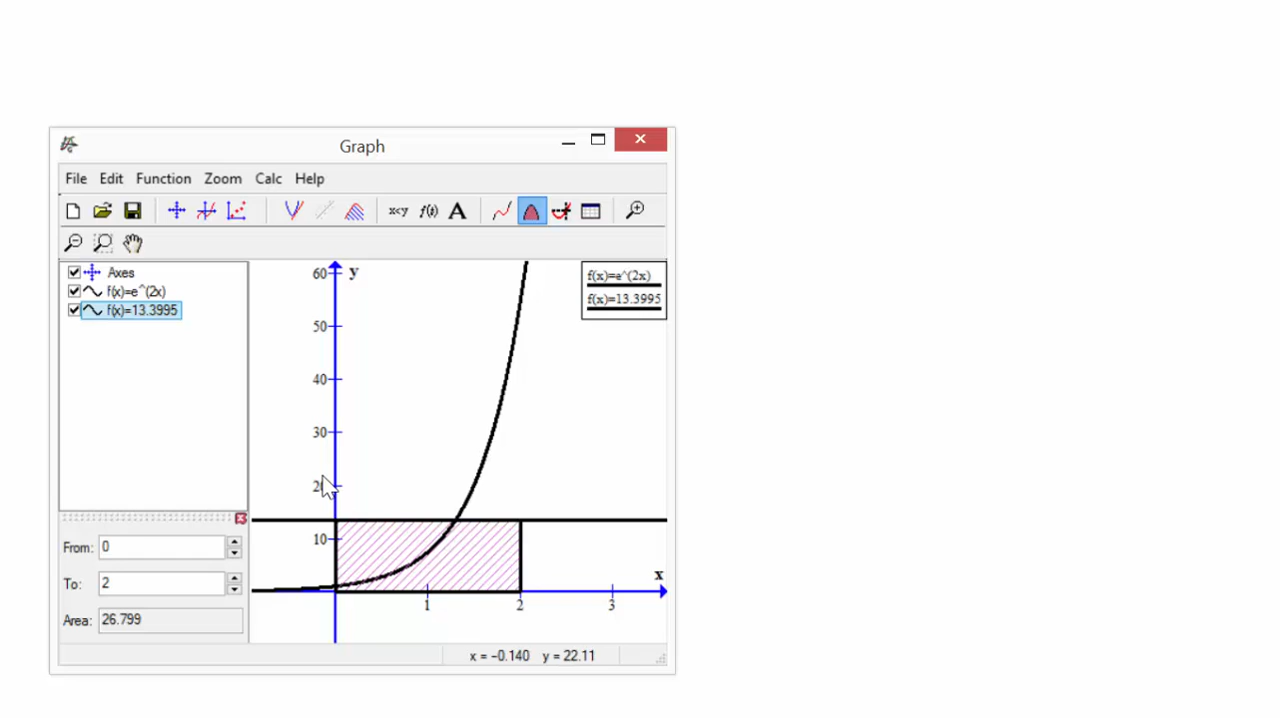 Graph
File Edit Function Zoom Calc Help
x<y f(t) A
Axes
f(x)=e^(2x)
f(x)=13.3995
From: 0
To: 2
Area: 26.799
y
60
50
40
30
10
x
1 2 3
f(x)=e^(2x)
f(x)=13.3995
x = -0.140 y = 22.11